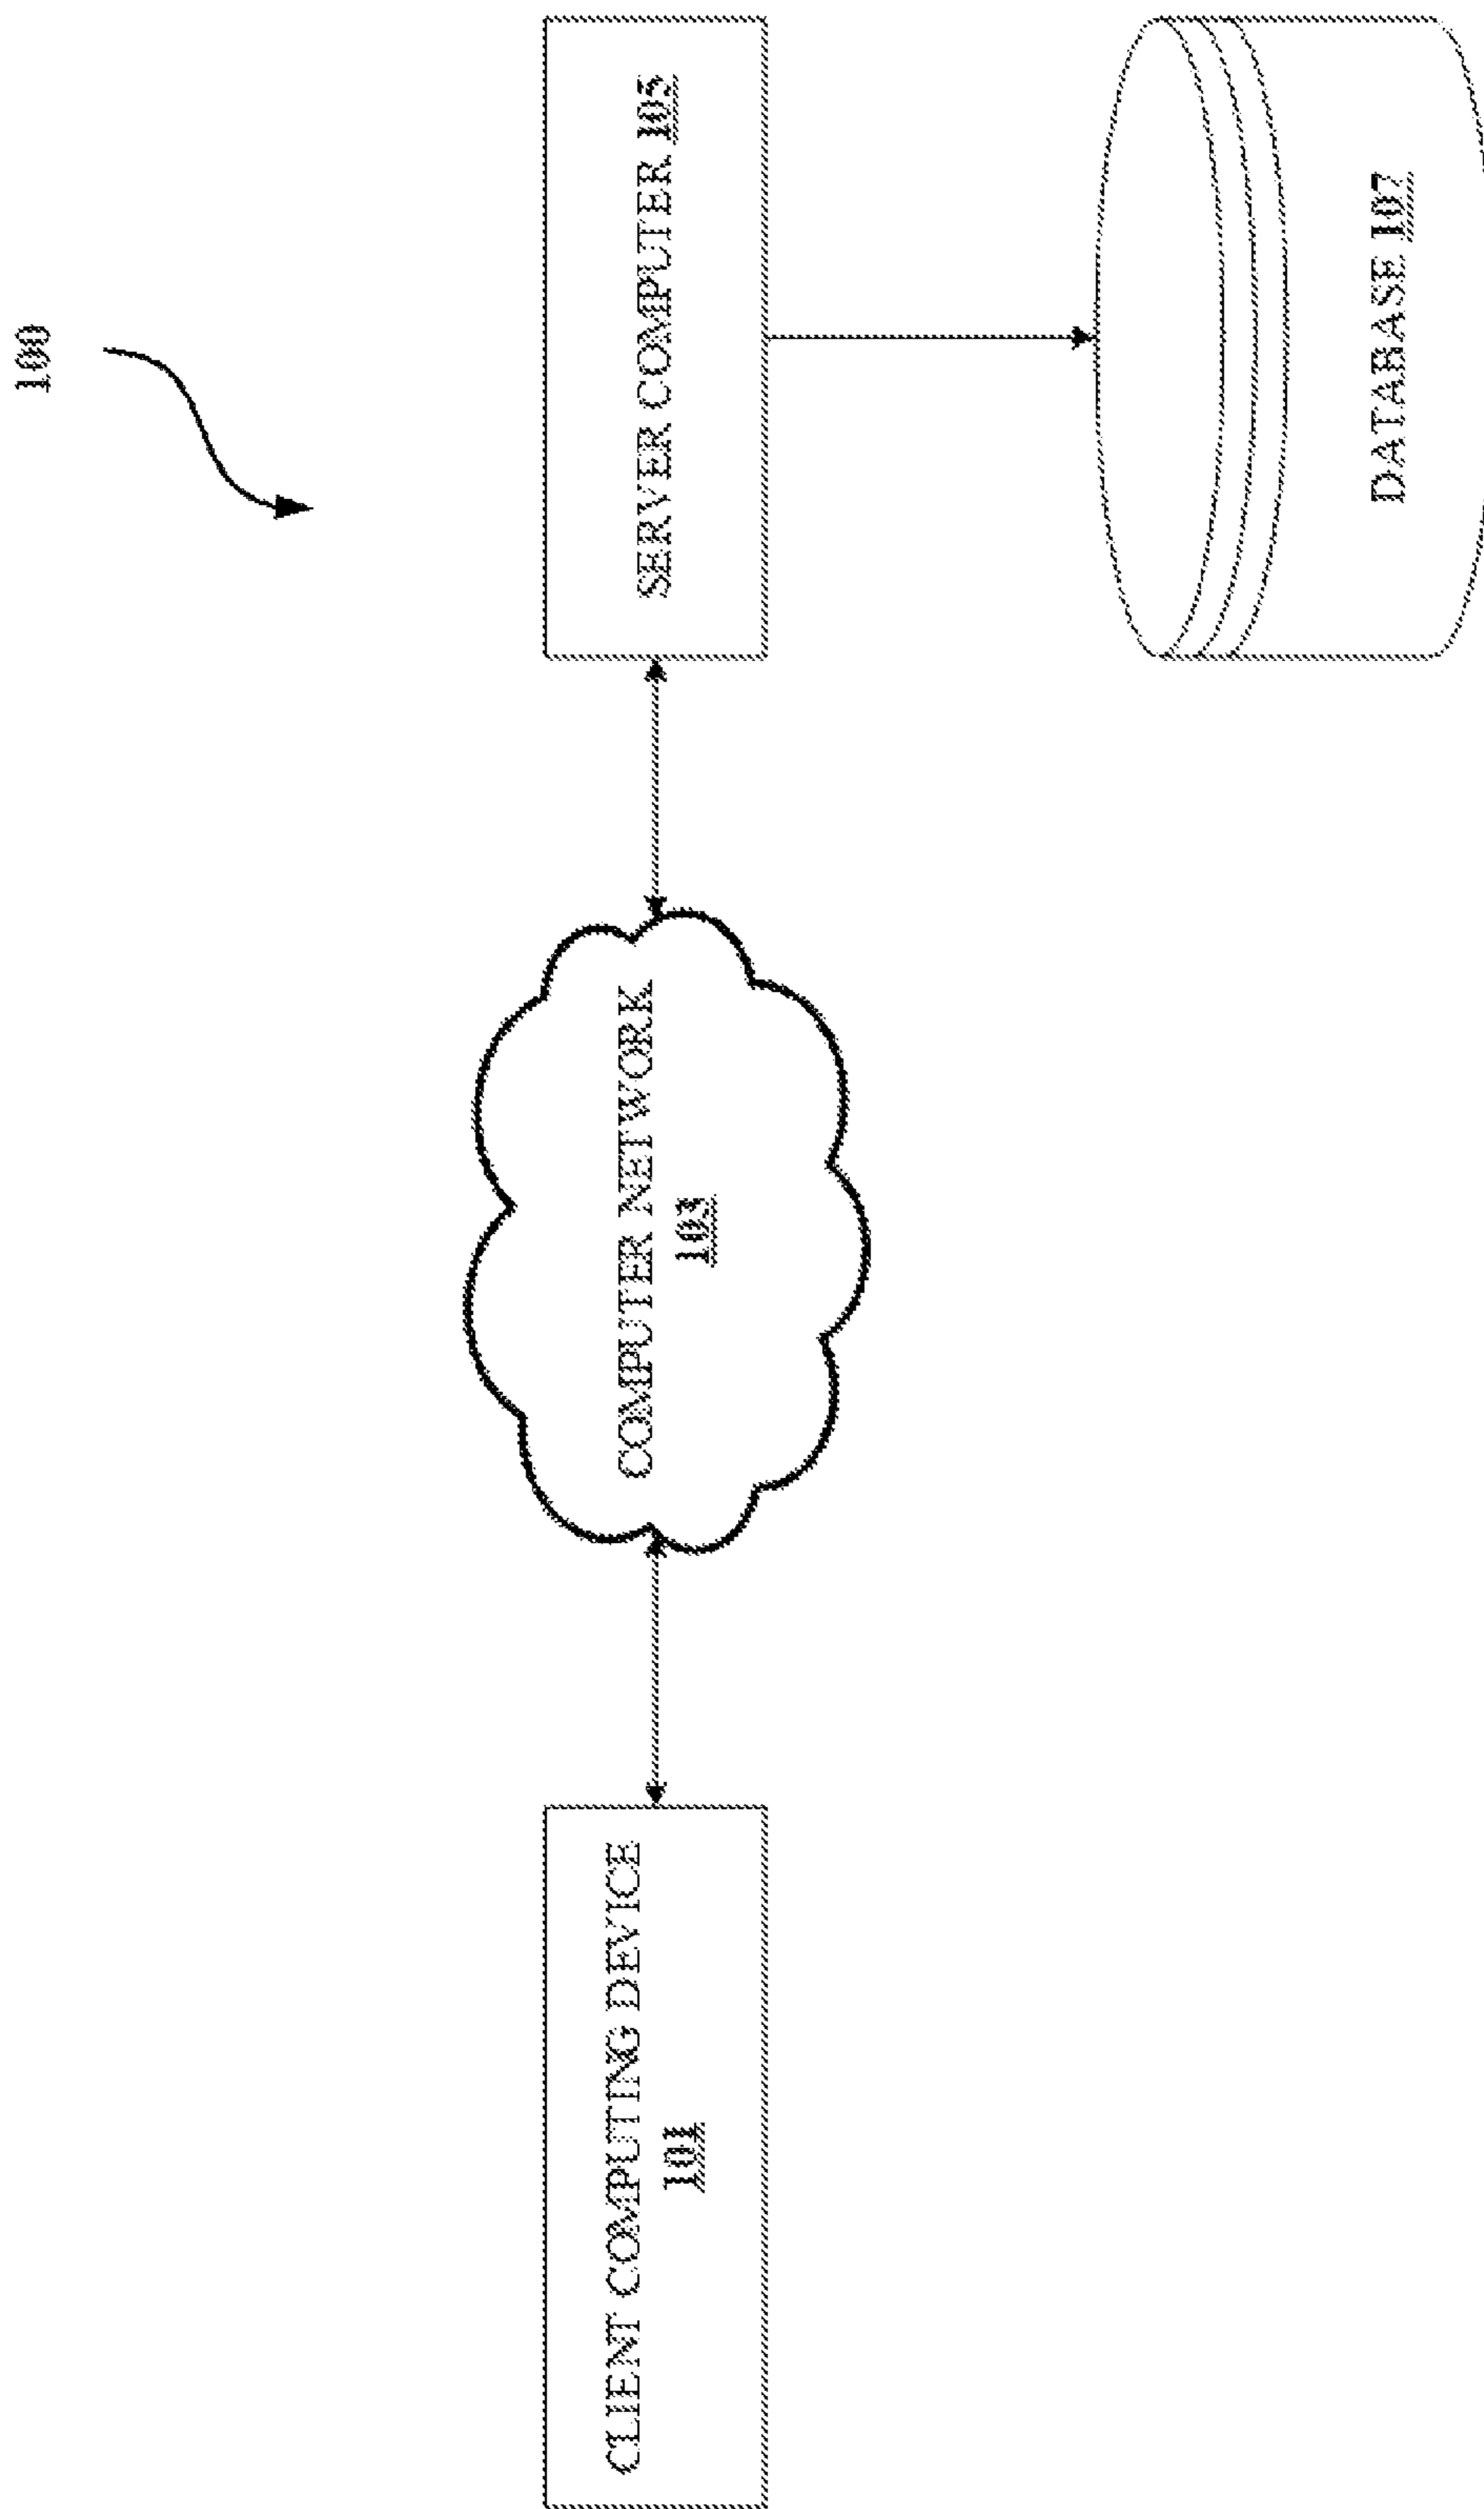 100
CLIENT COMPUTING DEVICE
101
COMPUTER NETWORK
103
SERVER COMPUTER 105
DATABASE 107